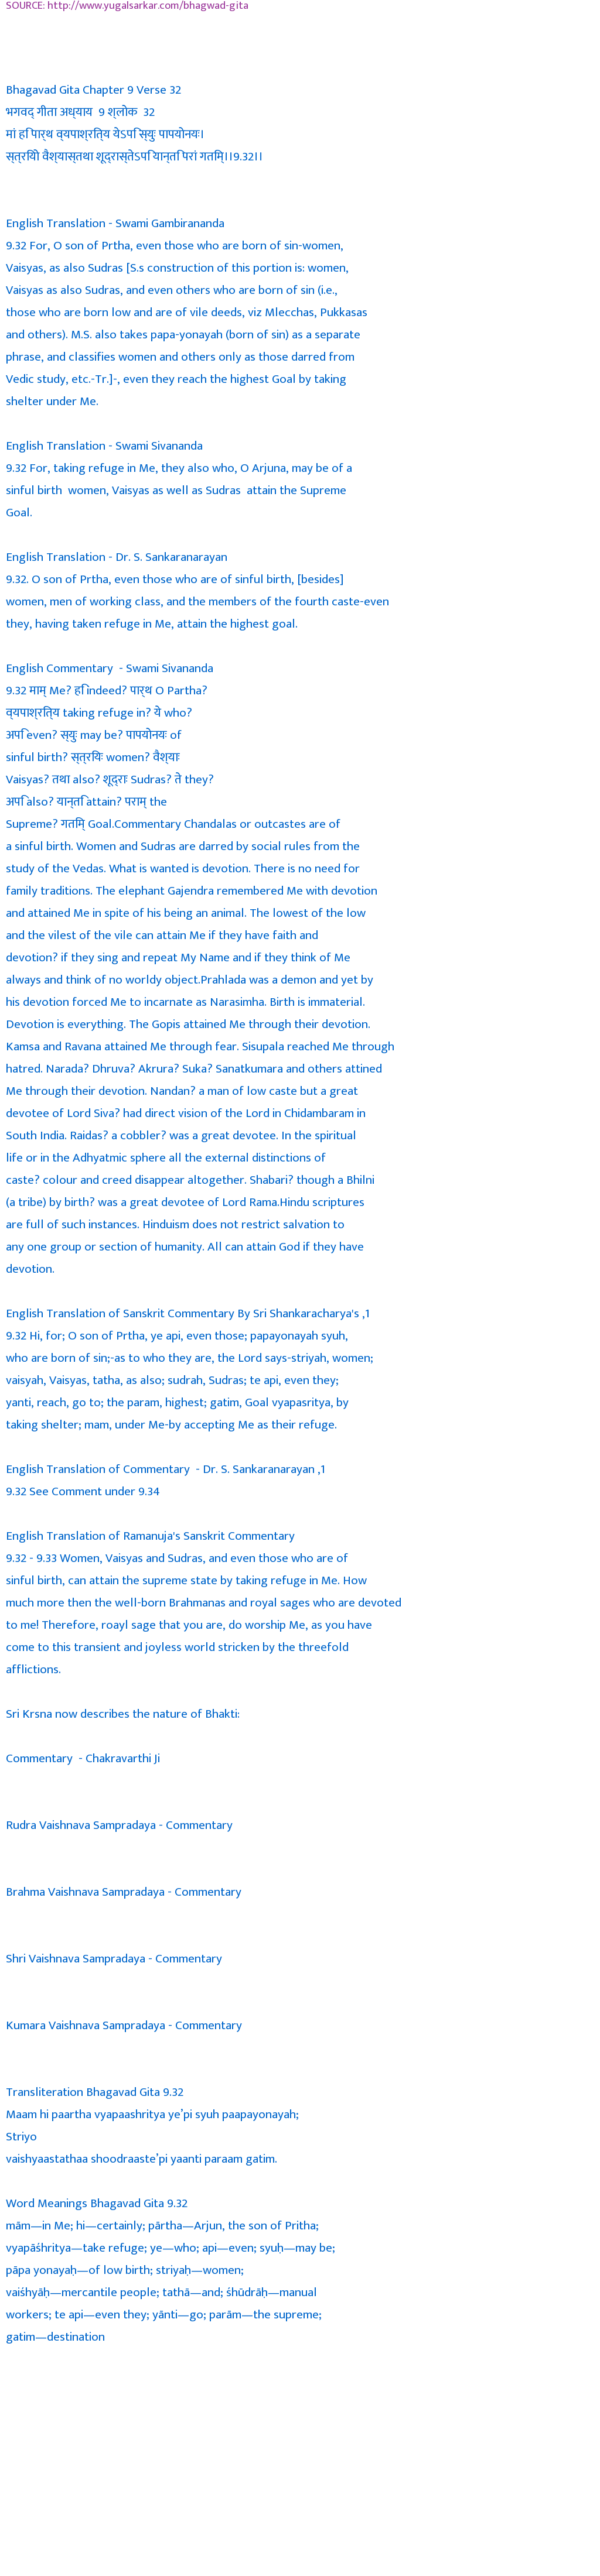 SOURCE: http://www.yugalsarkar.com/bhagwad-gita
Bhagavad Gita Chapter 9 Verse 32
भगवद् गीता अध्याय 9 श्लोक 32
मां हि पार्थ व्यपाश्रित्य येऽपि स्युः पापयोनयः।
स्त्रियो वैश्यास्तथा शूद्रास्तेऽपि यान्ति परां गतिम्।।9.32।।
English Translation - Swami Gambirananda
9.32 For, O son of Prtha, even those who are born of sin-women,
Vaisyas, as also Sudras [S.s construction of this portion is: women,
Vaisyas as also Sudras, and even others who are born of sin (i.e.,
those who are born low and are of vile deeds, viz Mlecchas, Pukkasas
and others). M.S. also takes papa-yonayah (born of sin) as a separate
phrase, and classifies women and others only as those darred from
Vedic study, etc.-Tr.]-, even they reach the highest Goal by taking
shelter under Me.
English Translation - Swami Sivananda
9.32 For, taking refuge in Me, they also who, O Arjuna, may be of a
sinful birth women, Vaisyas as well as Sudras attain the Supreme
Goal.
English Translation - Dr. S. Sankaranarayan
9.32. O son of Prtha, even those who are of sinful birth, [besides]
women, men of working class, and the members of the fourth caste-even
they, having taken refuge in Me, attain the highest goal.
English Commentary - Swami Sivananda
9.32 माम् Me? हि indeed? पार्थ O Partha?
व्यपाश्रित्य taking refuge in? ये who?
अपि even? स्युः may be? पापयोनयः of
sinful birth? स्त्रियः women? वैश्याः
Vaisyas? तथा also? शूद्राः Sudras? ते they?
अपि also? यान्ति attain? पराम् the
Supreme? गतिम् Goal.Commentary Chandalas or outcastes are of
a sinful birth. Women and Sudras are darred by social rules from the
study of the Vedas. What is wanted is devotion. There is no need for
family traditions. The elephant Gajendra remembered Me with devotion
and attained Me in spite of his being an animal. The lowest of the low
and the vilest of the vile can attain Me if they have faith and
devotion? if they sing and repeat My Name and if they think of Me
always and think of no worldy object.Prahlada was a demon and yet by
his devotion forced Me to incarnate as Narasimha. Birth is immaterial.
Devotion is everything. The Gopis attained Me through their devotion.
Kamsa and Ravana attained Me through fear. Sisupala reached Me through
hatred. Narada? Dhruva? Akrura? Suka? Sanatkumara and others attined
Me through their devotion. Nandan? a man of low caste but a great
devotee of Lord Siva? had direct vision of the Lord in Chidambaram in
South India. Raidas? a cobbler? was a great devotee. In the spiritual
life or in the Adhyatmic sphere all the external distinctions of
caste? colour and creed disappear altogether. Shabari? though a Bhilni
(a tribe) by birth? was a great devotee of Lord Rama.Hindu scriptures
are full of such instances. Hinduism does not restrict salvation to
any one group or section of humanity. All can attain God if they have
devotion.
English Translation of Sanskrit Commentary By Sri Shankaracharya's ,1
9.32 Hi, for; O son of Prtha, ye api, even those; papayonayah syuh,
who are born of sin;-as to who they are, the Lord says-striyah, women;
vaisyah, Vaisyas, tatha, as also; sudrah, Sudras; te api, even they;
yanti, reach, go to; the param, highest; gatim, Goal vyapasritya, by
taking shelter; mam, under Me-by accepting Me as their refuge.
English Translation of Commentary - Dr. S. Sankaranarayan ,1
9.32 See Comment under 9.34
English Translation of Ramanuja's Sanskrit Commentary
9.32 - 9.33 Women, Vaisyas and Sudras, and even those who are of
sinful birth, can attain the supreme state by taking refuge in Me. How
much more then the well-born Brahmanas and royal sages who are devoted
to me! Therefore, roayl sage that you are, do worship Me, as you have
come to this transient and joyless world stricken by the threefold
afflictions.
Sri Krsna now describes the nature of Bhakti:
Commentary - Chakravarthi Ji
Rudra Vaishnava Sampradaya - Commentary
Brahma Vaishnava Sampradaya - Commentary
Shri Vaishnava Sampradaya - Commentary
Kumara Vaishnava Sampradaya - Commentary
Transliteration Bhagavad Gita 9.32
Maam hi paartha vyapaashritya ye'pi syuh paapayonayah;
Striyo
vaishyaastathaa shoodraaste'pi yaanti paraam gatim.
Word Meanings Bhagavad Gita 9.32
mām—in Me; hi—certainly; pārtha—Arjun, the son of Pritha;
vyapāśhritya—take refuge; ye—who; api—even; syuḥ—may be;
pāpa yonayaḥ—of low birth; striyaḥ—women;
vaiśhyāḥ—mercantile people; tathā—and; śhūdrāḥ—manual
workers; te api—even they; yānti—go; parām—the supreme;
gatim—destination